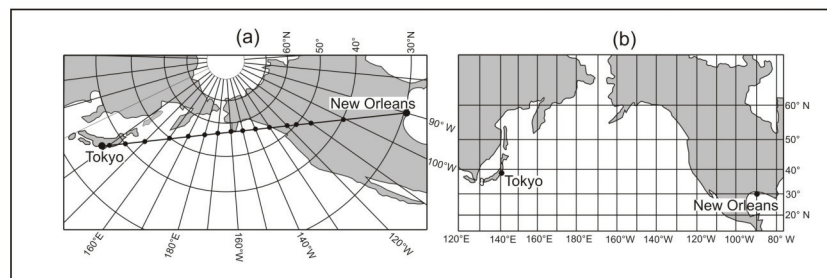 (a)
60°N
50°
40°
30°N
New Orleans
90° W
100°W
Tokyo
160°E
180°E
160°W
140°W
120°W
(b)
60° N
50°
40°
30°
20° N
Tokyo
New Orleans
120°E
140°E
160°E
180°E
160°W
140°W
120°W
100°W
80° W